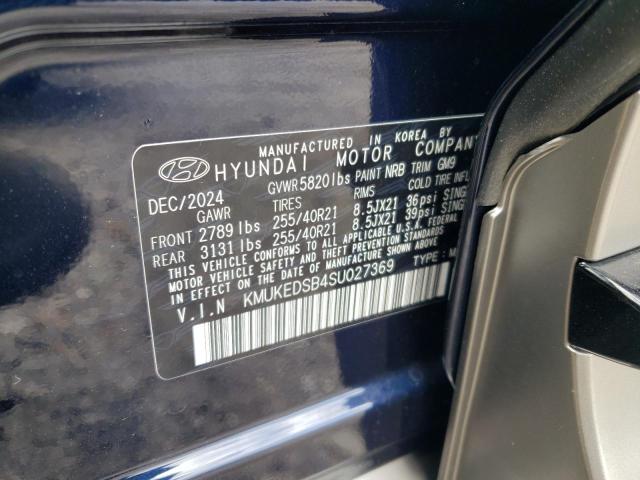 MANUFACTURED IN KOREA BY
HYUNDAI MOTOR COMPANY
DEC/2024 GVWR 5820lbs PAINT NRB TRIM GM9
GAWR TIRES RIMS COLD TIRE INFL
FRONT 2789 lbs 255/40R21 8.5JX21 36psi SING
REAR 3131 lbs 255/40R21 8.5JX21 39psi SING
THIS VEHICLE CONFORMS TO ALL APPLICABLE U.S.A. FEDERAL
MOTOR VEHICLE SAFETY AND THEFT PREVENTION STANDARDS
IN EFFECT ON THE DATE OF MANUFACTURE SHOWN ABOVE.
V.I.N KMUKEDSB4SU027369 TYPE : M